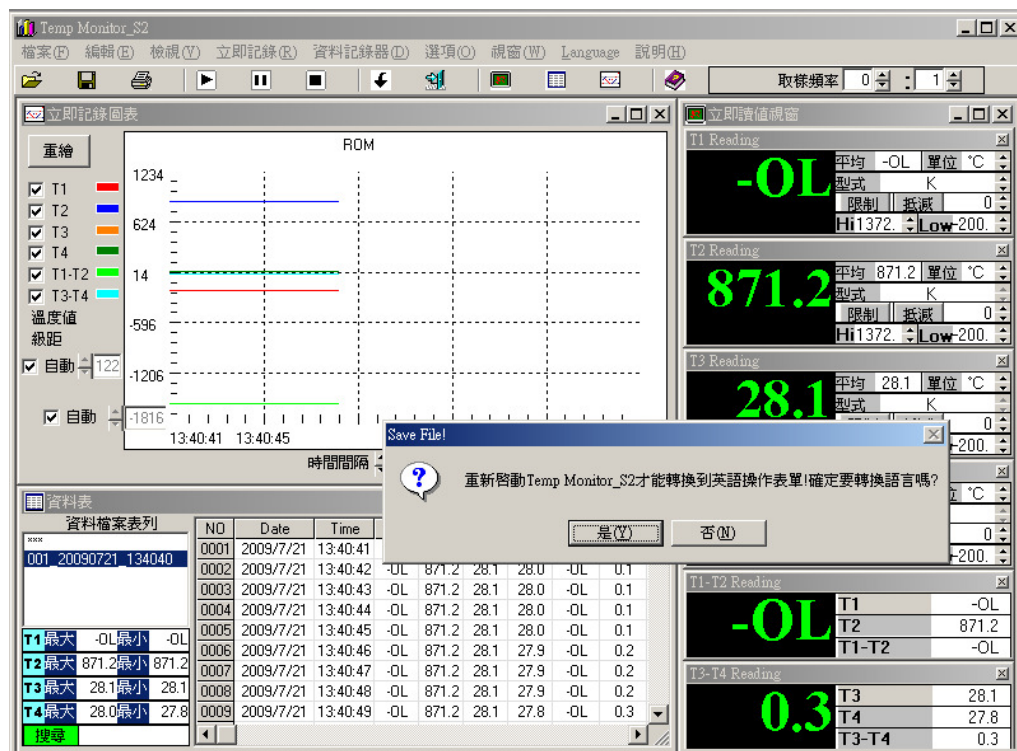 Temp Monitor_S2
檔案(F) 編輯(E) 檢視(V) 立即記錄(R) 資料記錄器(D) 選項(O) 視窗(W) Language 說明(H)
取樣頻率 0 : 1
立即記錄圖表
重繪
ROM
T1
T2
T3
T4
T1-T2
T3-T4
溫度值
級距
自動 122
自動
1234
624
14
-596
-1206
-1816
13:40:41 13:40:45
時間間隔
立即讀值視窗
T1 Reading
-OL
平均 -OL 單位 °C
型式 K
限制 抵減 0
Hi 1372. Low -200.
T2 Reading
871.2
平均 871.2 單位 °C
型式 K
限制 抵減 0
Hi 1372. Low -200.
T3 Reading
28.1
平均 28.1 單位 °C
型式 K
0
-200.
°C
0
-200.
Save File!
重新啓動Temp Monitor_S2才能轉換到英語操作表單!確定要轉換語言嗎?
是(Y) 否(N)
資料表
資料檔案表列
***
001_20090721_134040
T1最大 -OL最小 -OL
T2最大 871.2最小 871.2
T3最大 28.1最小 28.1
T4最大 28.0最小 27.8
搜尋
NO Date Time
0001 2009/7/21 13:40:41
0002 2009/7/21 13:40:42 -OL 871.2 28.1 28.0 -OL 0.1
0003 2009/7/21 13:40:43 -OL 871.2 28.1 28.0 -OL 0.1
0004 2009/7/21 13:40:44 -OL 871.2 28.1 28.0 -OL 0.1
0005 2009/7/21 13:40:45 -OL 871.2 28.1 28.0 -OL 0.1
0006 2009/7/21 13:40:46 -OL 871.2 28.1 27.9 -OL 0.2
0007 2009/7/21 13:40:47 -OL 871.2 28.1 27.9 -OL 0.2
0008 2009/7/21 13:40:48 -OL 871.2 28.1 27.9 -OL 0.2
0009 2009/7/21 13:40:49 -OL 871.2 28.1 27.8 -OL 0.3
T1-T2 Reading
-OL
T1 -OL
T2 871.2
T1-T2 -OL
T3-T4 Reading
0.3
T3 28.1
T4 27.8
T3-T4 0.3